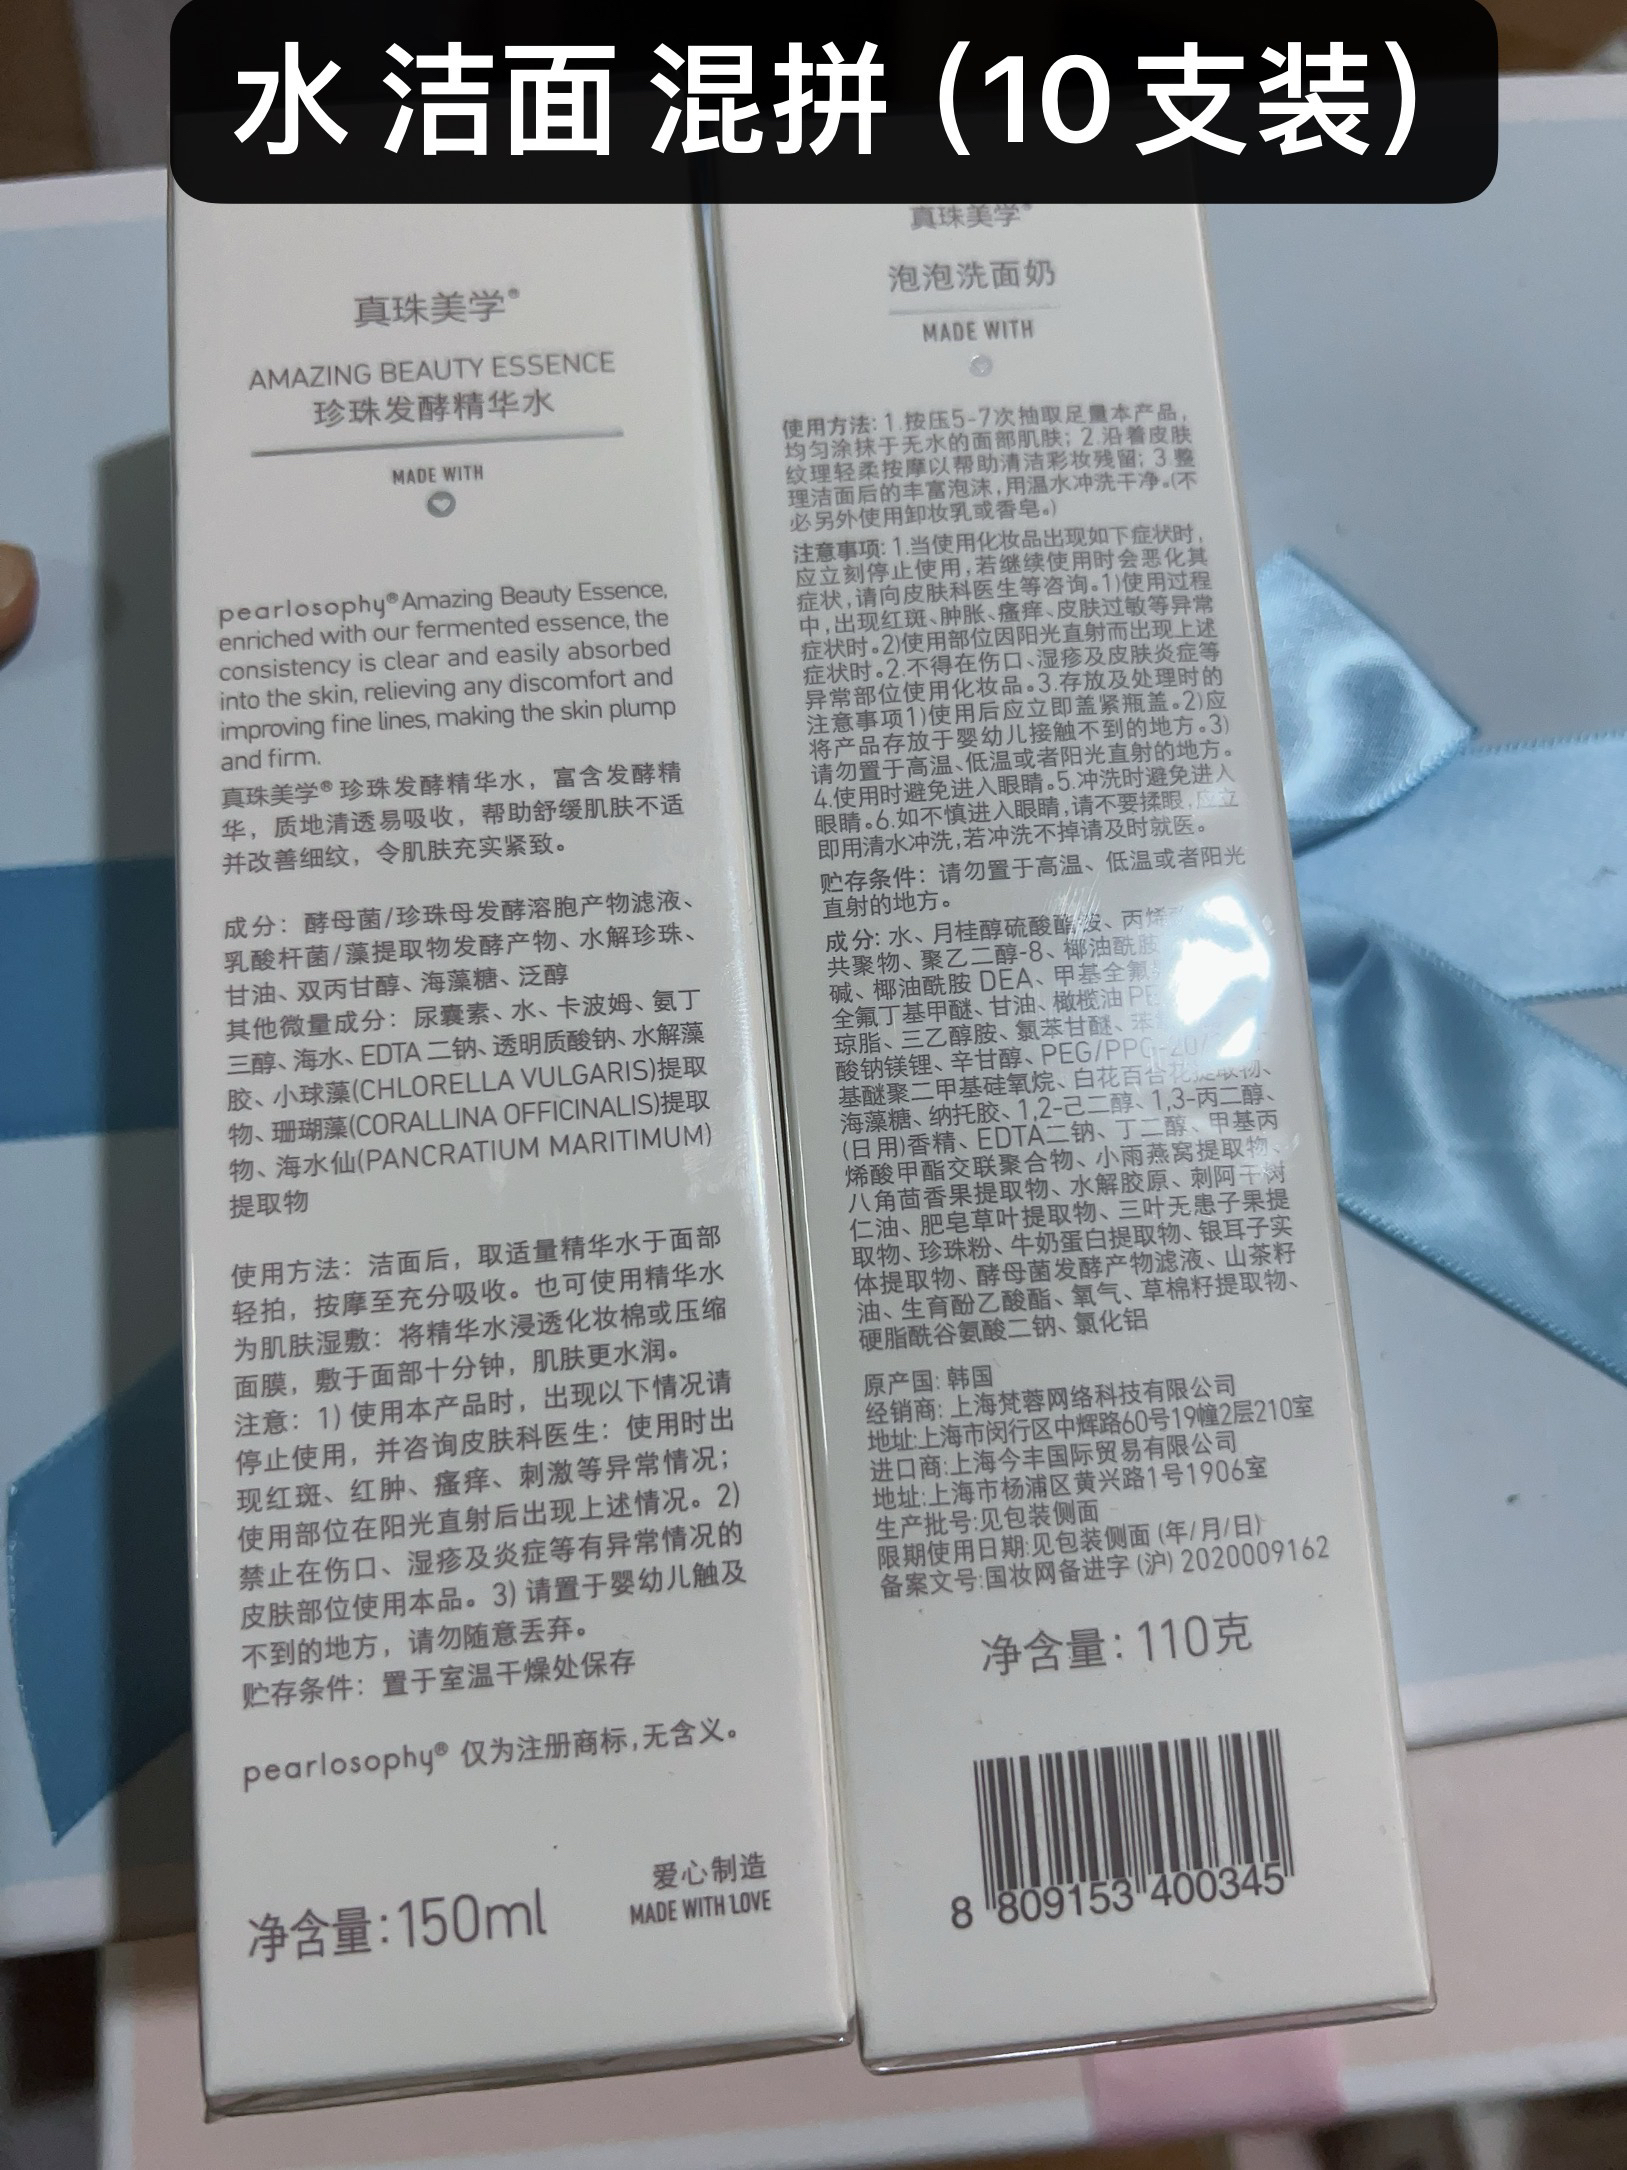 水 洁面 混拼（10支装）
真珠美学®
AMAZING BEAUTY ESSENCE
珍珠发酵精华水
MADE WITH
pearlosophy®Amazing Beauty Essence,
enriched with our fermented essence, the
consistency is clear and easily absorbed
into the skin, relieving any discomfort and
improving fine lines, making the skin plump
and firm.
真珠美学® 珍珠发酵精华水，富含发酵精
华，质地清透易吸收，帮助舒缓肌肤不适
并改善细纹，令肌肤充实紧致。
成分：酵母菌/珍珠母发酵溶胞产物滤液、
乳酸杆菌/藻提取物发酵产物、水解珍珠、
甘油、双丙甘醇、海藻糖、泛醇
其他微量成分：尿囊素、水、卡波姆、氨丁
三醇、海水、EDTA 二钠、透明质酸钠、水解藻
胶、小球藻(CHLORELLA VULGARIS)提取
物、珊瑚藻(CORALLINA OFFICINALIS)提取
物、海水仙(PANCRATIUM MARITIMUM)
提取物
使用方法：洁面后，取适量精华水于面部
轻拍，按摩至充分吸收。也可使用精华水
为肌肤湿敷：将精华水浸透化妆棉或压缩
面膜，敷于面部十分钟，肌肤更水润。
注意：1) 使用本产品时，出现以下情况请
停止使用，并咨询皮肤科医生：使用时出
现红斑、红肿、瘙痒、刺激等异常情况；
使用部位在阳光直射后出现上述情况。2)
禁止在伤口、湿疹及炎症等有异常情况的
皮肤部位使用本品。3) 请置于婴幼儿触及
不到的地方，请勿随意丢弃。
贮存条件：置于室温干燥处保存
pearlosophy® 仅为注册商标,无含义。
爱心制造
MADE WITH LOVE
净含量:150ml
真珠美学®
泡泡洗面奶
MADE WITH
使用方法: 1.按压5-7次抽取足量本产品,
均匀涂抹于无水的面部肌肤; 2.沿着皮肤
纹理轻柔按摩以帮助清洁彩妆残留; 3.整
理洁面后的丰富泡沫,用温水冲洗干净。(不
必另外使用卸妆乳或香皂。)
注意事项: 1.当使用化妆品出现如下症状时,
应立刻停止使用,若继续使用时会恶化其
症状,请向皮肤科医生等咨询。1)使用过程
中,出现红斑、肿胀、瘙痒、皮肤过敏等异常
症状时。2)使用部位因阳光直射而出现上述
症状时。2.不得在伤口、湿疹及皮肤炎症等
异常部位使用化妆品。3.存放及处理时的
注意事项1)使用后应立即盖紧瓶盖。2)应
将产品存放于婴幼儿接触不到的地方。3)
请勿置于高温、低温或者阳光直射的地方。
4.使用时避免进入眼睛。5.冲洗时避免进入
眼睛。6.如不慎进入眼睛,请不要揉眼,应立
即用清水冲洗,若冲洗不掉请及时就医。
贮存条件：请勿置于高温、低温或者阳光
直射的地方。
成分: 水、月桂醇硫酸酯铵、丙烯
共聚物、聚乙二醇-8、椰油酰胺
碱、椰油酰胺 DEA、甲基全氟
全氟丁基甲醚、甘油、橄榄油 PE
琼脂、三乙醇胺、氯苯甘醚、苯
酸钠镁锂、辛甘醇、PEG/PPG-20/
基醚聚二甲基硅氧烷、白花百合花提取物、
海藻糖、纳托胶、1,2-己二醇、1,3-丙二醇、
(日用)香精、EDTA二钠、丁二醇、甲基丙
烯酸甲酯交联聚合物、小雨燕窝提取物、
八角茴香果提取物、水解胶原、刺阿干树
仁油、肥皂草叶提取物、三叶无患子果提
取物、珍珠粉、牛奶蛋白提取物、银耳子实
体提取物、酵母菌发酵产物滤液、山茶籽
油、生育酚乙酸酯、氧气、草棉籽提取物、
硬脂酰谷氨酸二钠、氯化铝
原产国: 韩国
经销商: 上海梵蓉网络科技有限公司
地址:上海市闵行区中辉路60号19幢2层210室
进口商:上海今丰国际贸易有限公司
地址:上海市杨浦区黄兴路1号1906室
生产批号:见包装侧面
限期使用日期:见包装侧面 (年/月/日)
备案文号:国妆网备进字 (沪) 2020009162
净含量: 110克
8 809153 400345